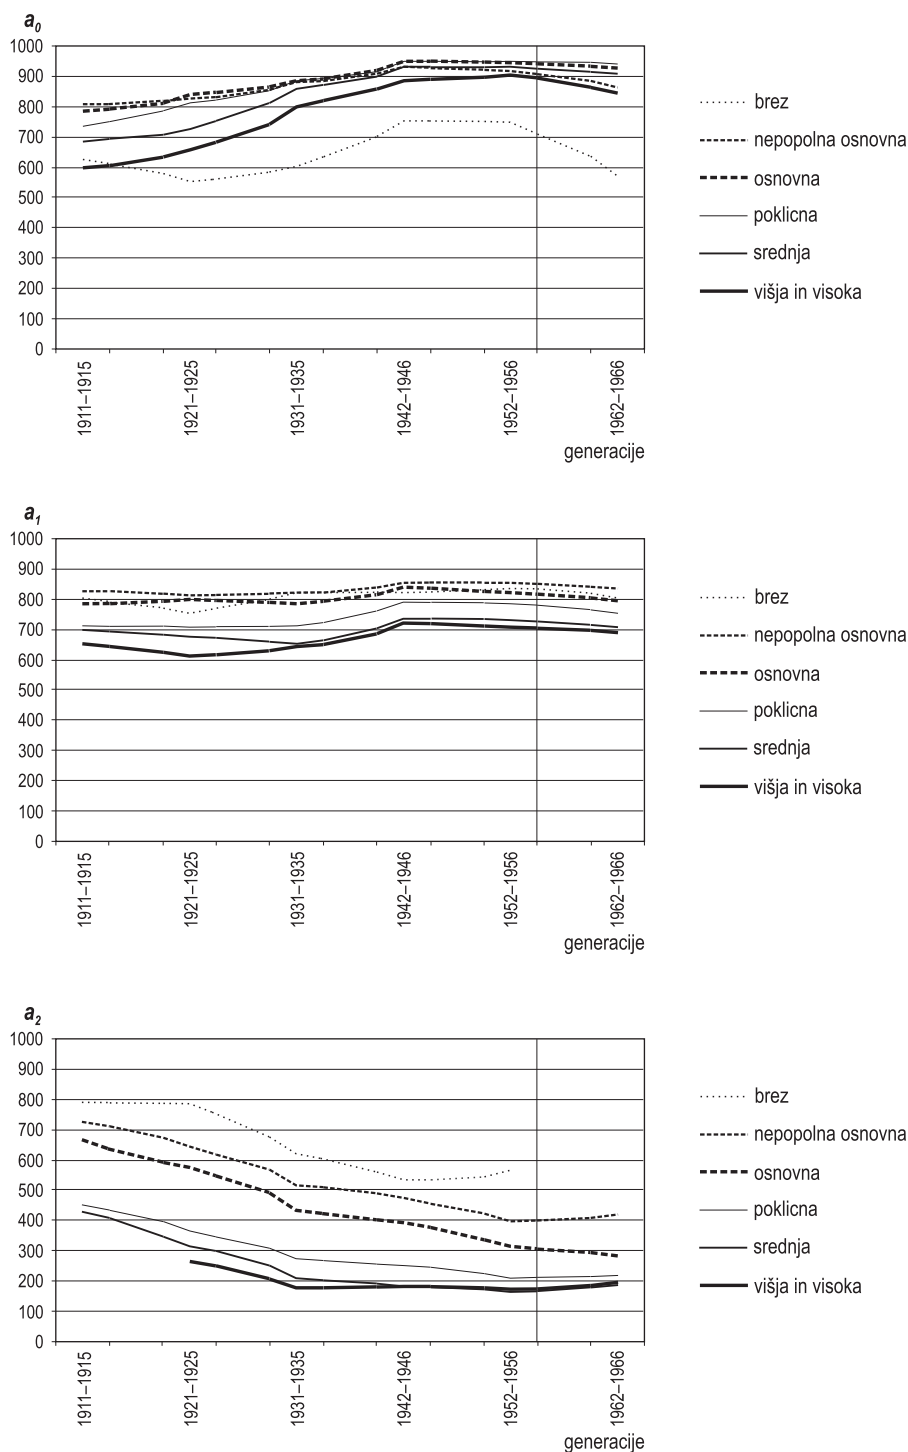 a0
1000
900
800
700
600
500
400
300
200
100
0
1911–1915
1921–1925
1931–1935
1942–1946
1952–1956
1962–1966
generacije
brez
nepopolna osnovna
osnovna
poklicna
srednja
višja in visoka
a1
1000
900
800
700
600
500
400
300
200
100
0
1911–1915
1921–1925
1931–1935
1942–1946
1952–1956
1962–1966
generacije
brez
nepopolna osnovna
osnovna
poklicna
srednja
višja in visoka
a2
1000
900
800
700
600
500
400
300
200
100
0
1911–1915
1921–1925
1931–1935
1942–1946
1952–1956
1962–1966
generacije
brez
nepopolna osnovna
osnovna
poklicna
srednja
višja in visoka